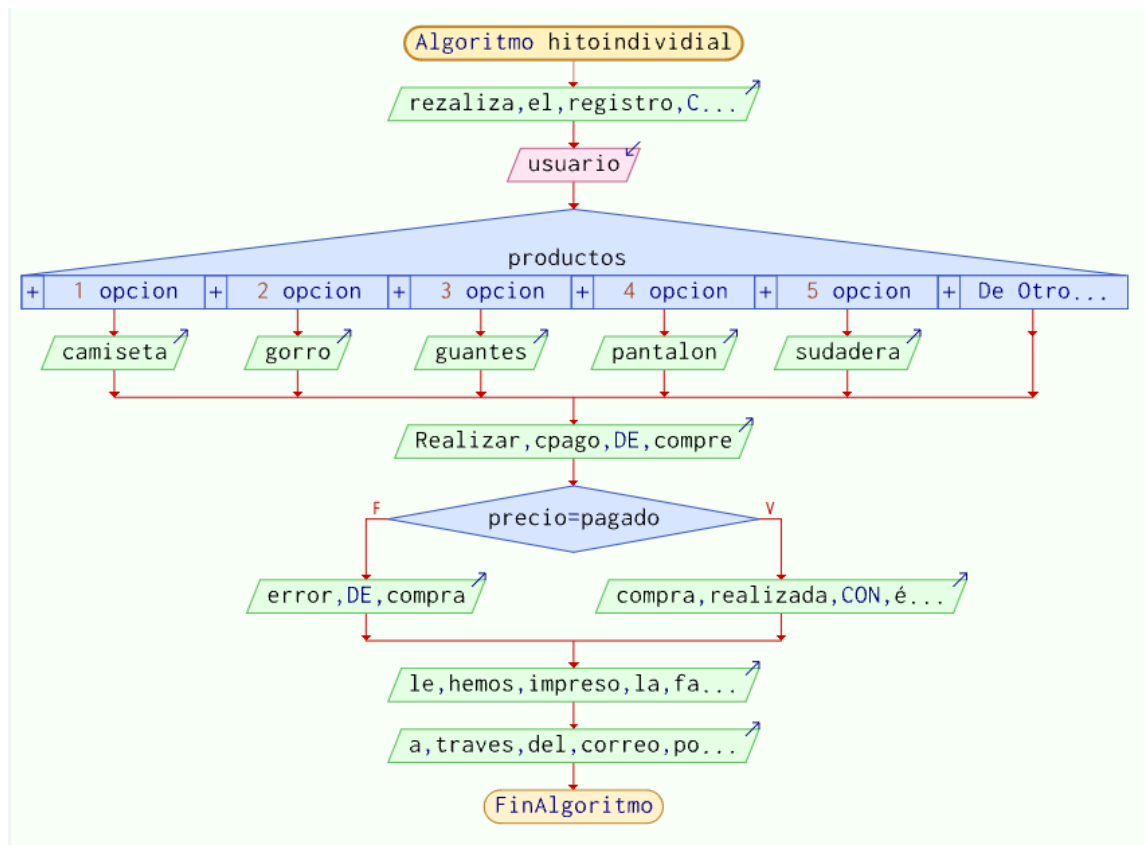 Algoritmo hitoindividial
rezaliza,el,registro,C...
usuario
productos
+ 1 opcion + 2 opcion + 3 opcion + 4 opcion + 5 opcion + De Otro...
camiseta gorro guantes pantalon sudadera
Realizar,cpago,DE,compre
F V
precio=pagado
error,DE,compra compra,realizada,CON,é...
le,hemos,impreso,la,fa...
a,traves,del,correo,po...
FinAlgoritmo